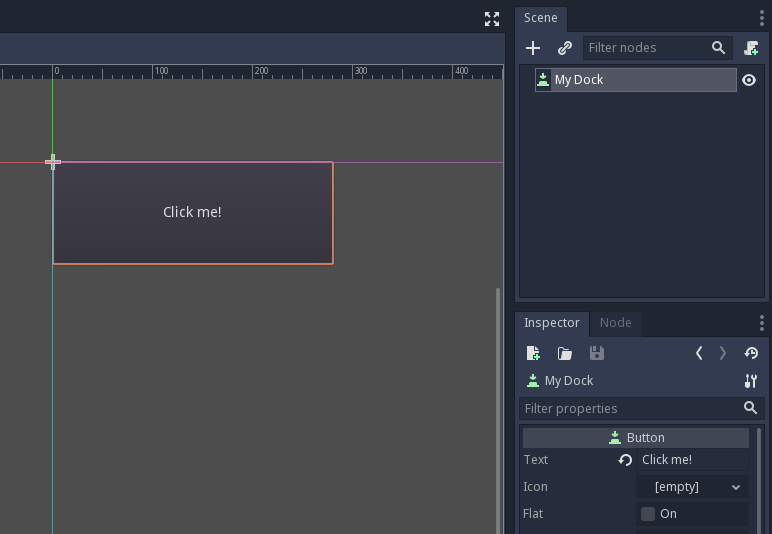 Scene
Filter nodes
0 100 200 300 400
My Dock
Click me!
Inspector Node
My Dock
Filter properties
Button
Text Click me!
Icon [empty]
Flat On